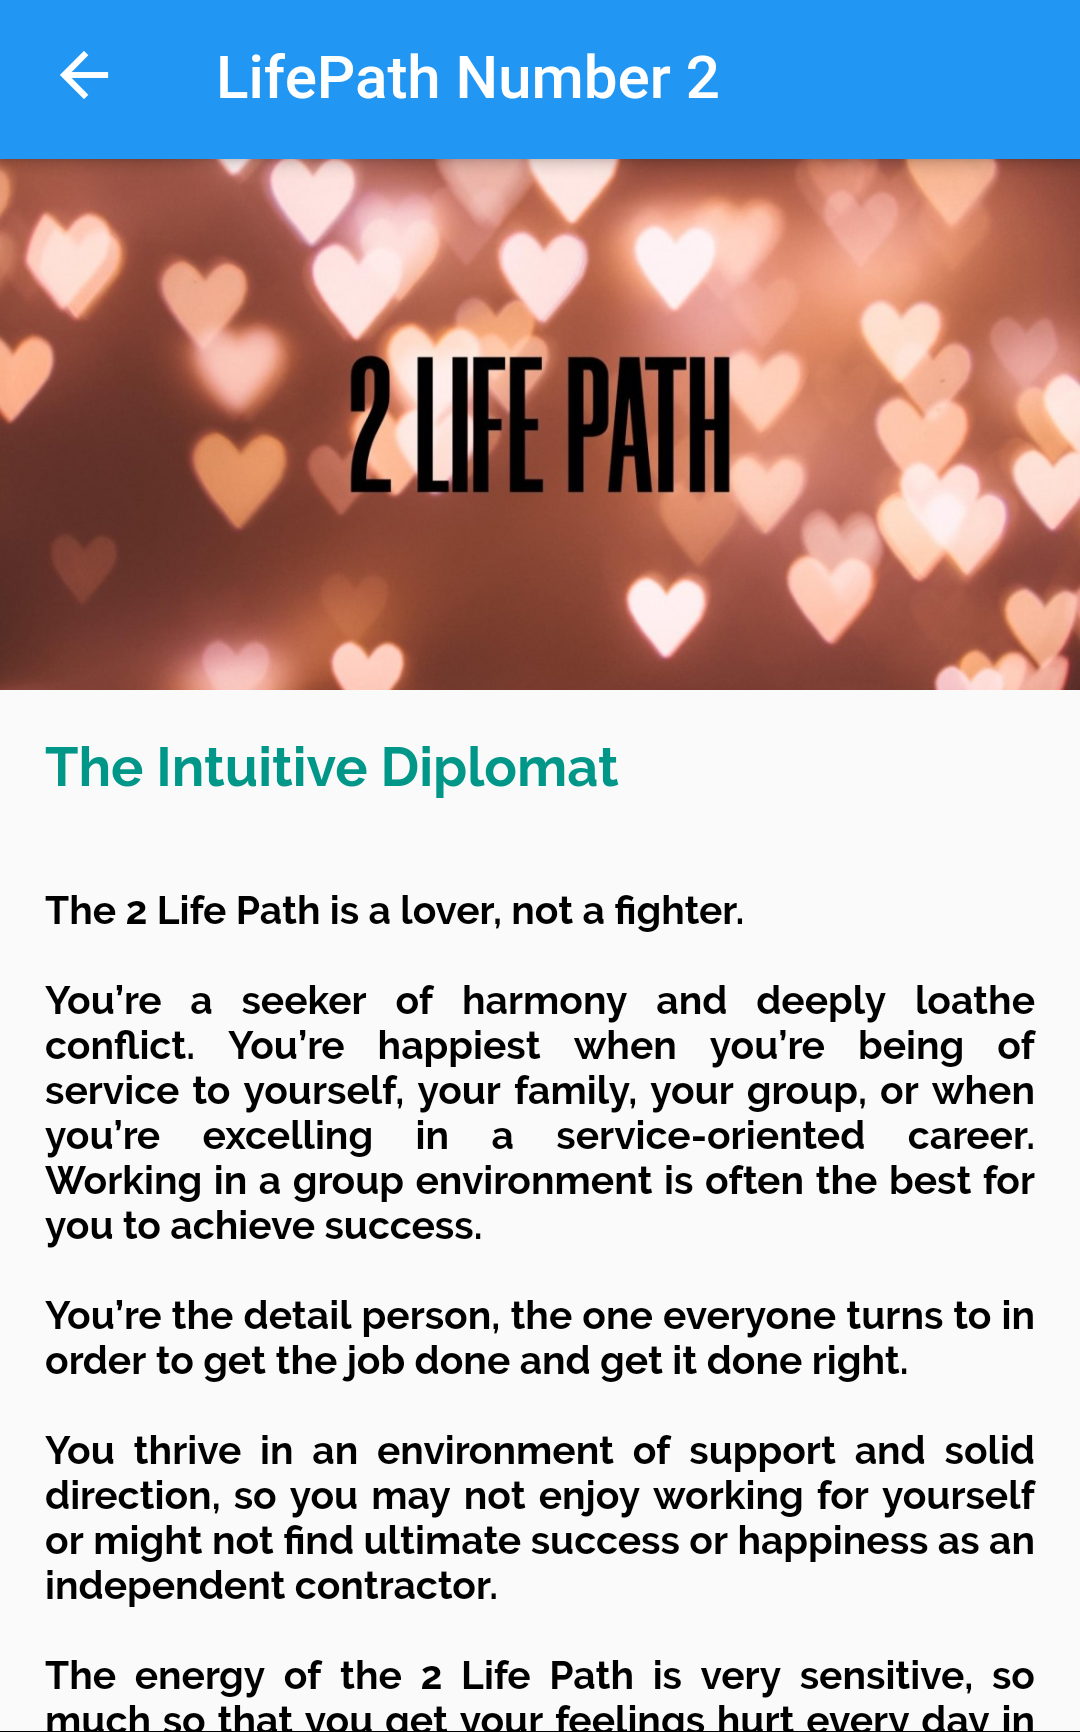 LifePath Number 2
2 LIFE PATH
The Intuitive Diplomat
The 2 Life Path is a lover, not a fighter.
You’re a seeker of harmony and deeply loathe
conflict. You’re happiest when you’re being of
service to yourself, your family, your group, or when
you’re excelling in a service-oriented career.
Working in a group environment is often the best for
you to achieve success.
You’re the detail person, the one everyone turns to in
order to get the job done and get it done right.
You thrive in an environment of support and solid
direction, so you may not enjoy working for yourself
or might not find ultimate success or happiness as an
independent contractor.
The energy of the 2 Life Path is very sensitive, so
much so that you get your feelings hurt every day in